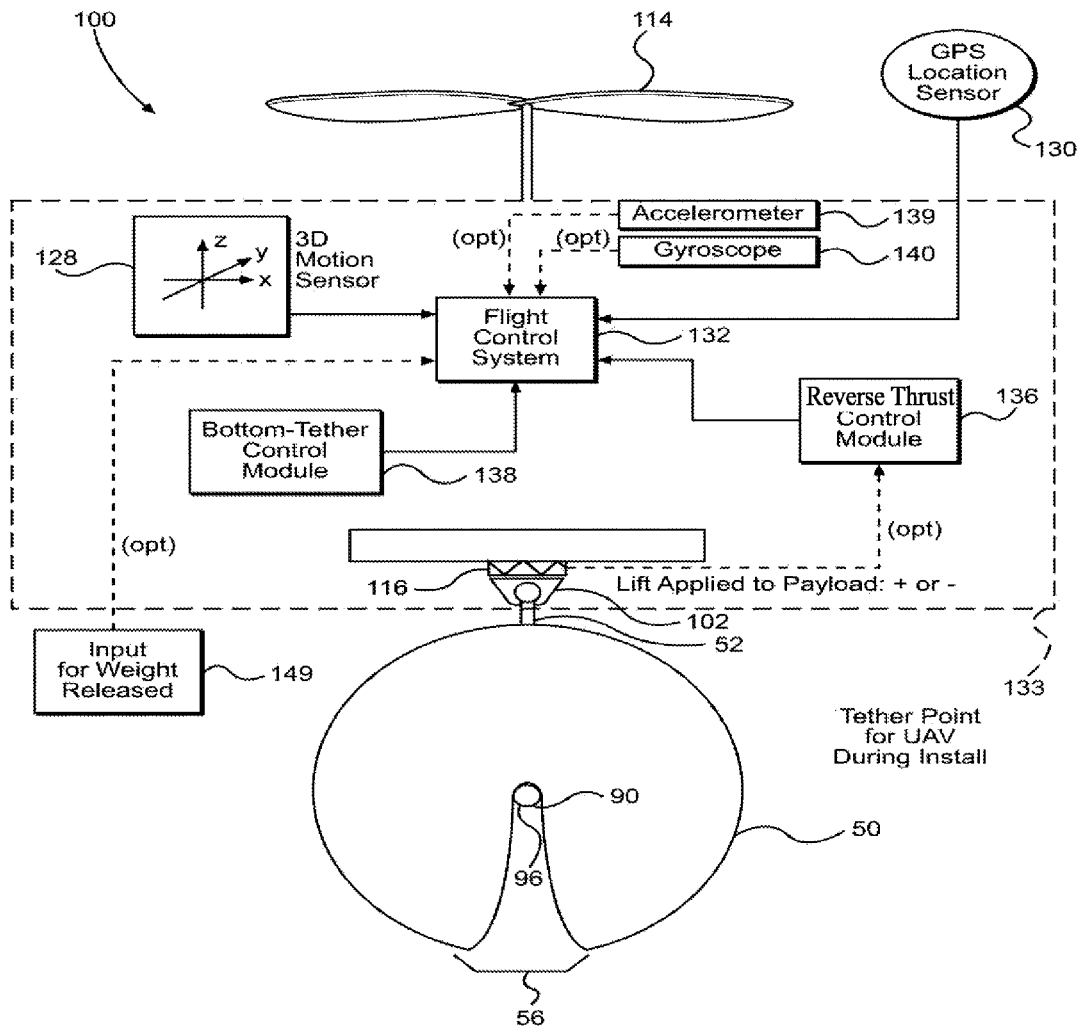 100
114
GPS
Location
Sensor
130
Accelerometer
139
(opt)
(opt)
Gyroscope
140
128
z
y
x
3D
Motion
Sensor
Flight
Control
System
132
Reverse Thrust
Control
Module
136
Bottom-Tether
Control
Module
138
(opt)
(opt)
116
Lift Applied to Payload: + or -
102
52
Input
for Weight
Released
149
133
Tether Point
for UAV
During Install
90
50
96
56